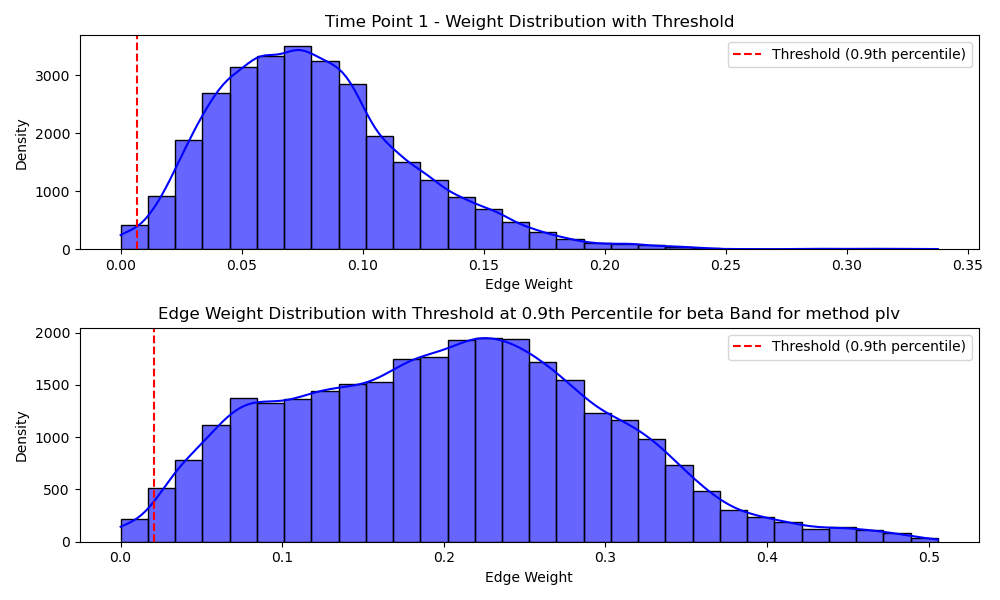 Time Point 1 - Weight Distribution with Threshold
Threshold (0.9th percentile)
3000
2000
1000
0
Density
0.00 0.05 0.10 0.15 0.20 0.25 0.30 0.35
Edge Weight
Edge Weight Distribution with Threshold at 0.9th Percentile for beta Band for method plv
Threshold (0.9th percentile)
2000
1500
1000
500
0
Density
0.0 0.1 0.2 0.3 0.4 0.5
Edge Weight